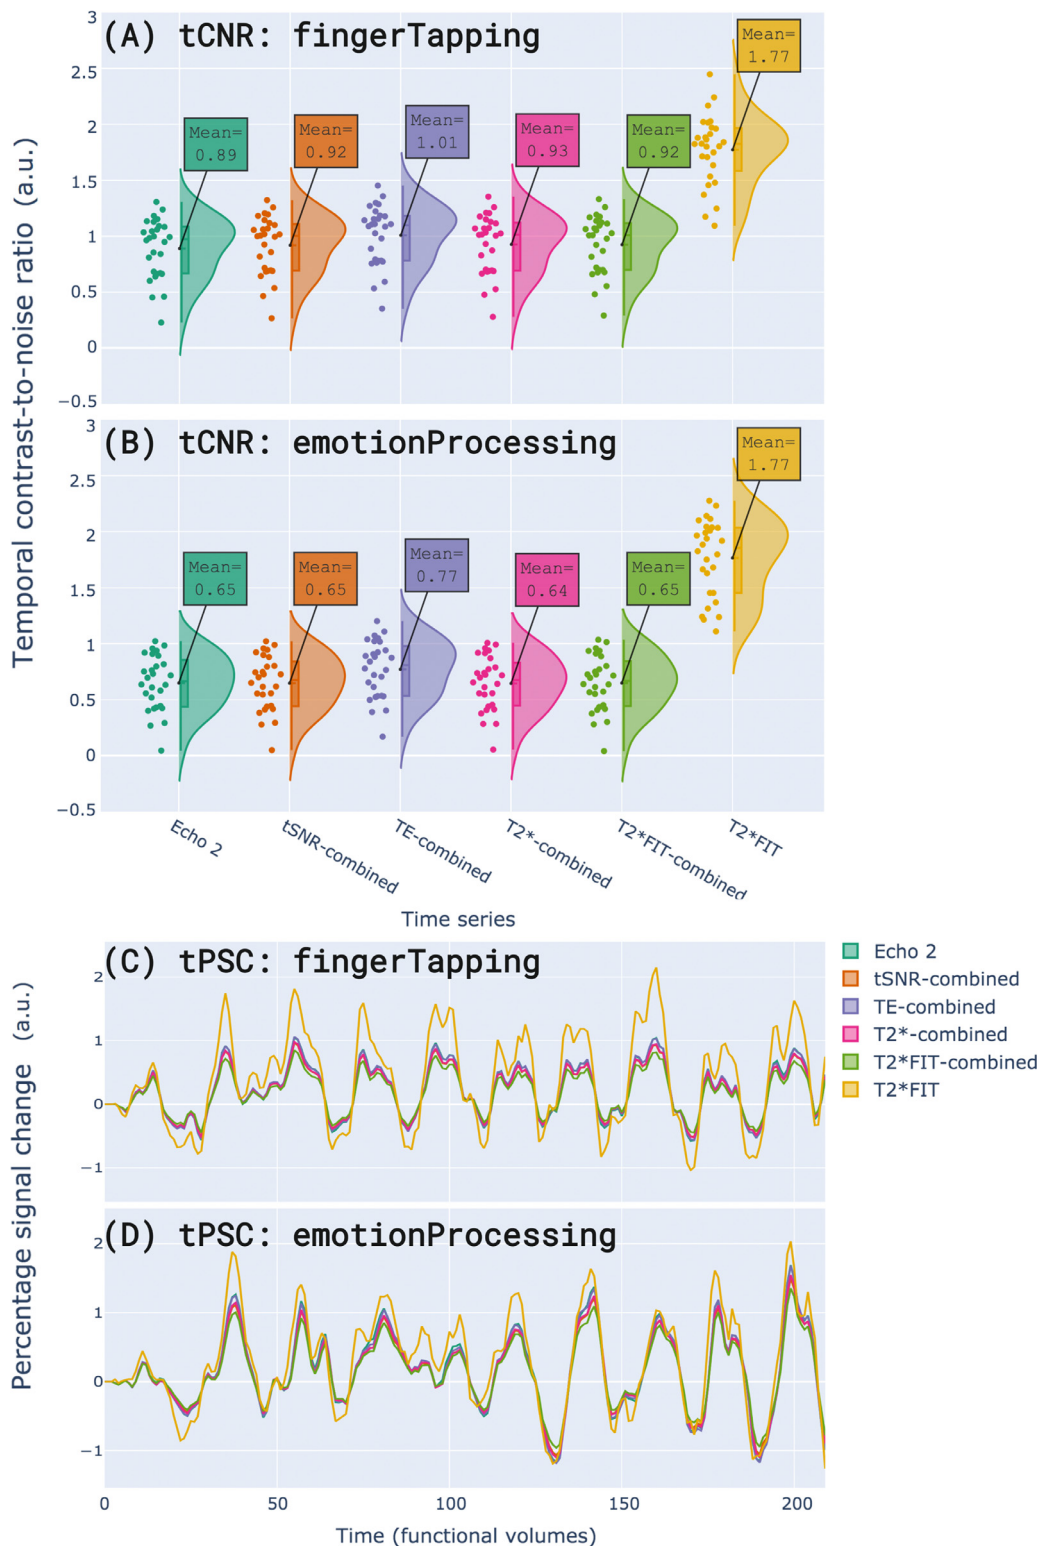 Temporal contrast-to-noise ratio (a.u.)
(A) tCNR: fingerTapping
3
2.5
2
1.5
1
0.5
0
−0.5
Mean=
0.89
Mean=
0.92
Mean=
1.01
Mean=
0.93
Mean=
0.92
Mean=
1.77
(B) tCNR: emotionProcessing
3
2.5
2
1.5
1
0.5
0
−0.5
Mean=
0.65
Mean=
0.65
Mean=
0.77
Mean=
0.64
Mean=
0.65
Mean=
1.77
Echo 2
tSNR-combined
TE-combined
T2*-combined
T2*FIT-combined
T2*FIT
Time series
Percentage signal change (a.u.)
(C) tPSC: fingerTapping
2
1
0
−1
Echo 2
tSNR-combined
TE-combined
T2*-combined
T2*FIT-combined
T2*FIT
(D) tPSC: emotionProcessing
2
1
0
−1
0
50
100
150
200
Time (functional volumes)